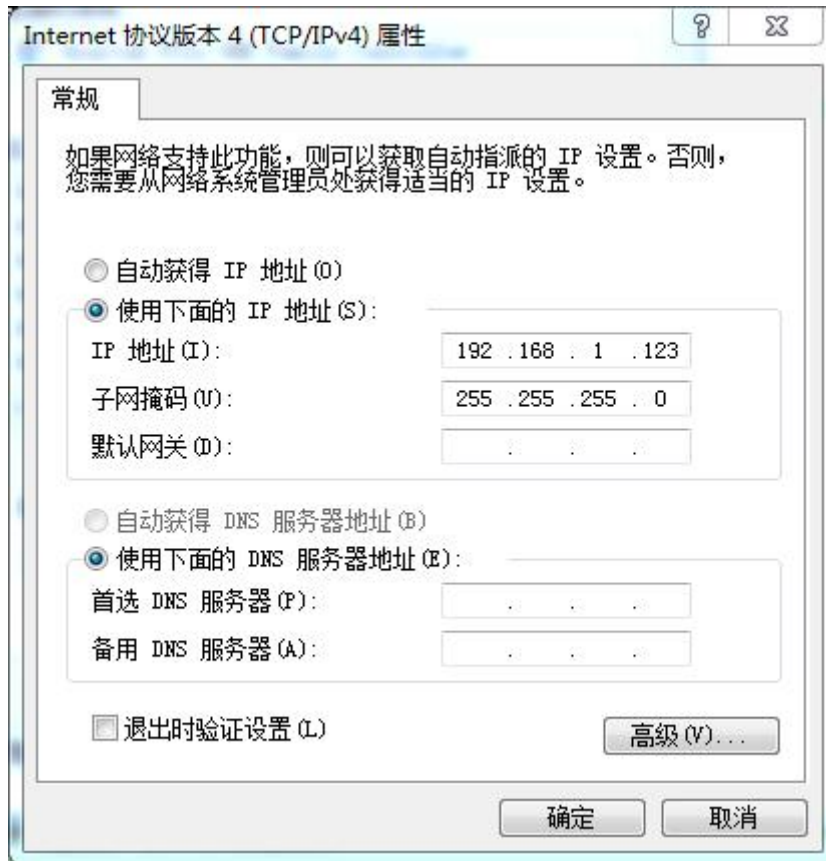 Internet 协议版本 4 (TCP/IPv4) 属性
常规
如果网络支持此功能，则可以获取自动指派的 IP 设置。否则，
您需要从网络系统管理员处获得适当的 IP 设置。
自动获得 IP 地址(O)
使用下面的 IP 地址(S):
IP 地址(I): 192 .168 . 1 .123
子网掩码(U): 255 .255 .255 . 0
默认网关(D): . . .
自动获得 DNS 服务器地址(B)
使用下面的 DNS 服务器地址(E):
首选 DNS 服务器(P): . . .
备用 DNS 服务器(A): . . .
退出时验证设置(L)
高级(V)...
确定 取消